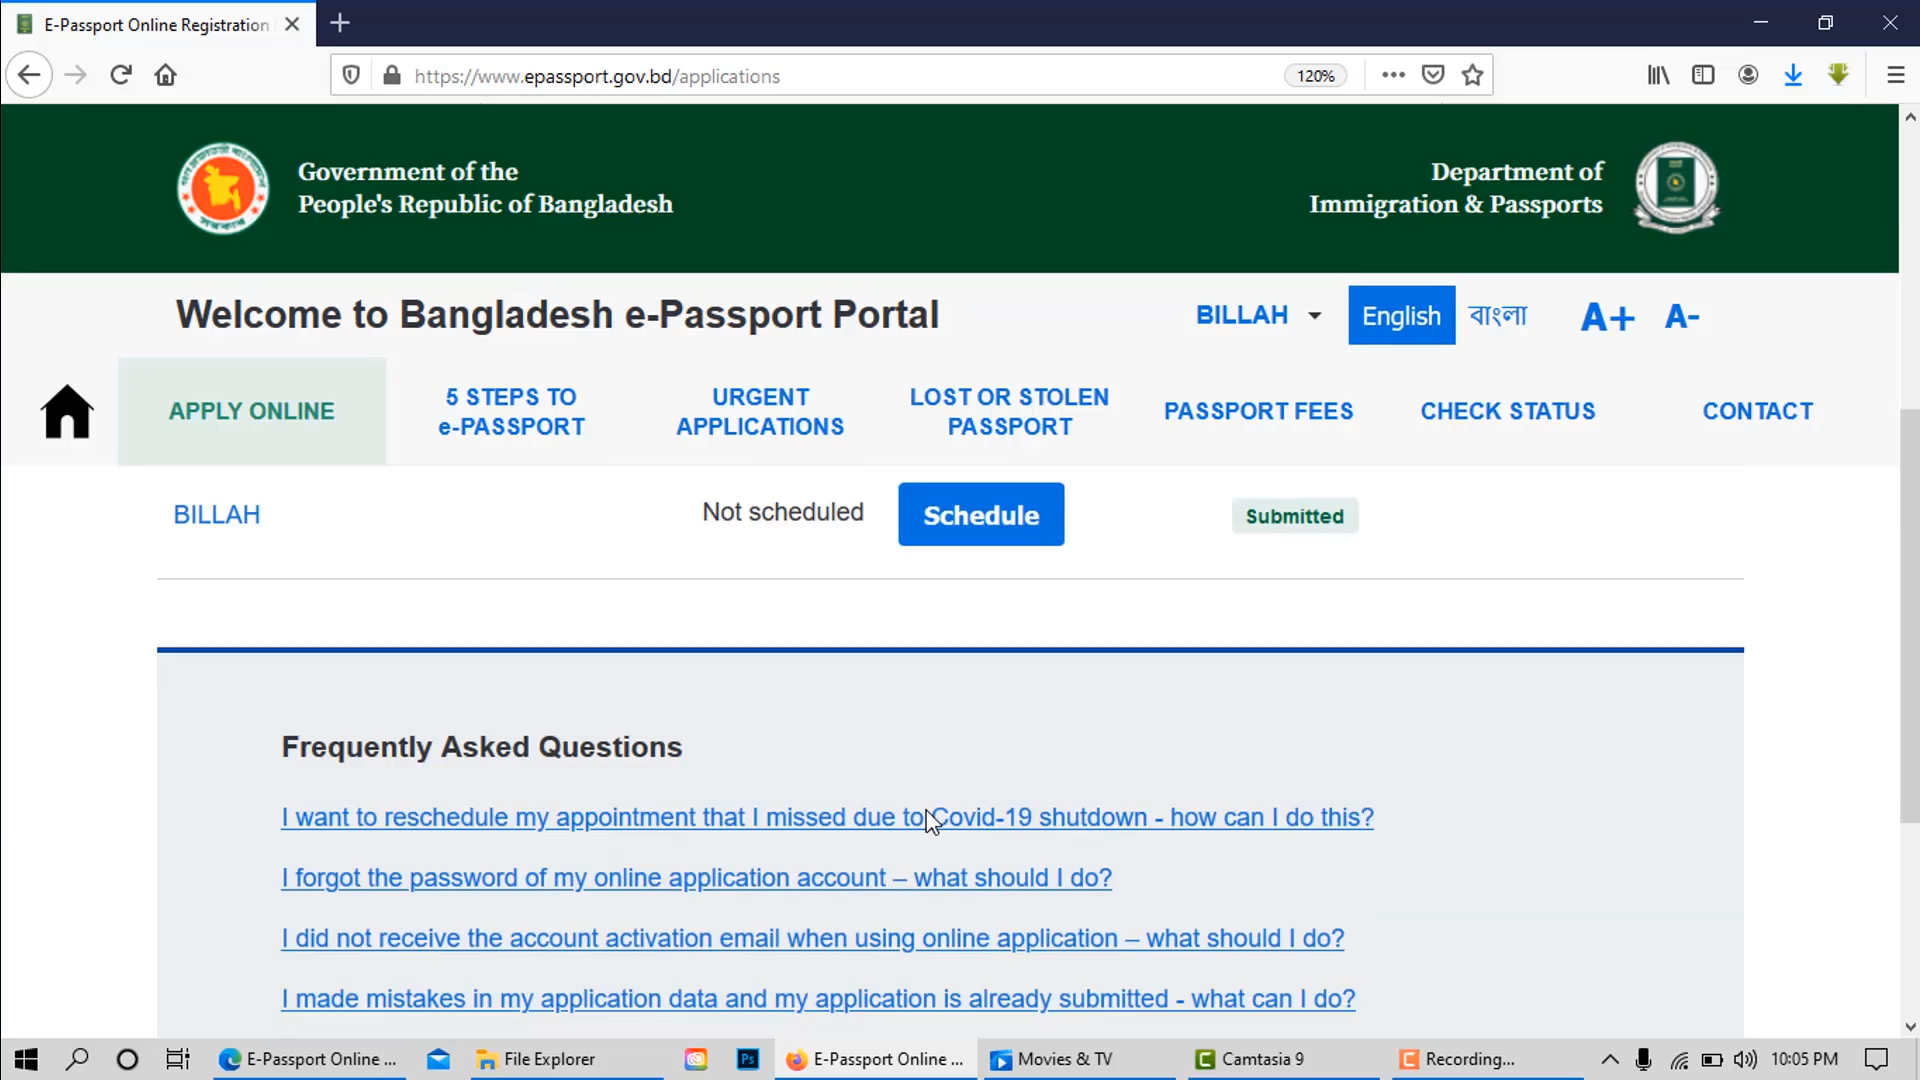 E-Passport Online Registration
https://www.epassport.gov.bd/applications
120%
Government of the
People's Republic of Bangladesh
Department of
Immigration & Passports
Welcome to Bangladesh e-Passport Portal
BILLAH
English
বাংলা
A+
A-
APPLY ONLINE
5 STEPS TO
e-PASSPORT
URGENT
APPLICATIONS
LOST OR STOLEN
PASSPORT
PASSPORT FEES
CHECK STATUS
CONTACT
BILLAH
Not scheduled
Schedule
Submitted
Frequently Asked Questions
I want to reschedule my appointment that I missed due to Covid-19 shutdown - how can I do this?
I forgot the password of my online application account – what should I do?
I did not receive the account activation email when using online application – what should I do?
I made mistakes in my application data and my application is already submitted - what can I do?
E-Passport Online ...
File Explorer
Ps
E-Passport Online ...
Movies & TV
Camtasia 9
Recording...
10:05 PM